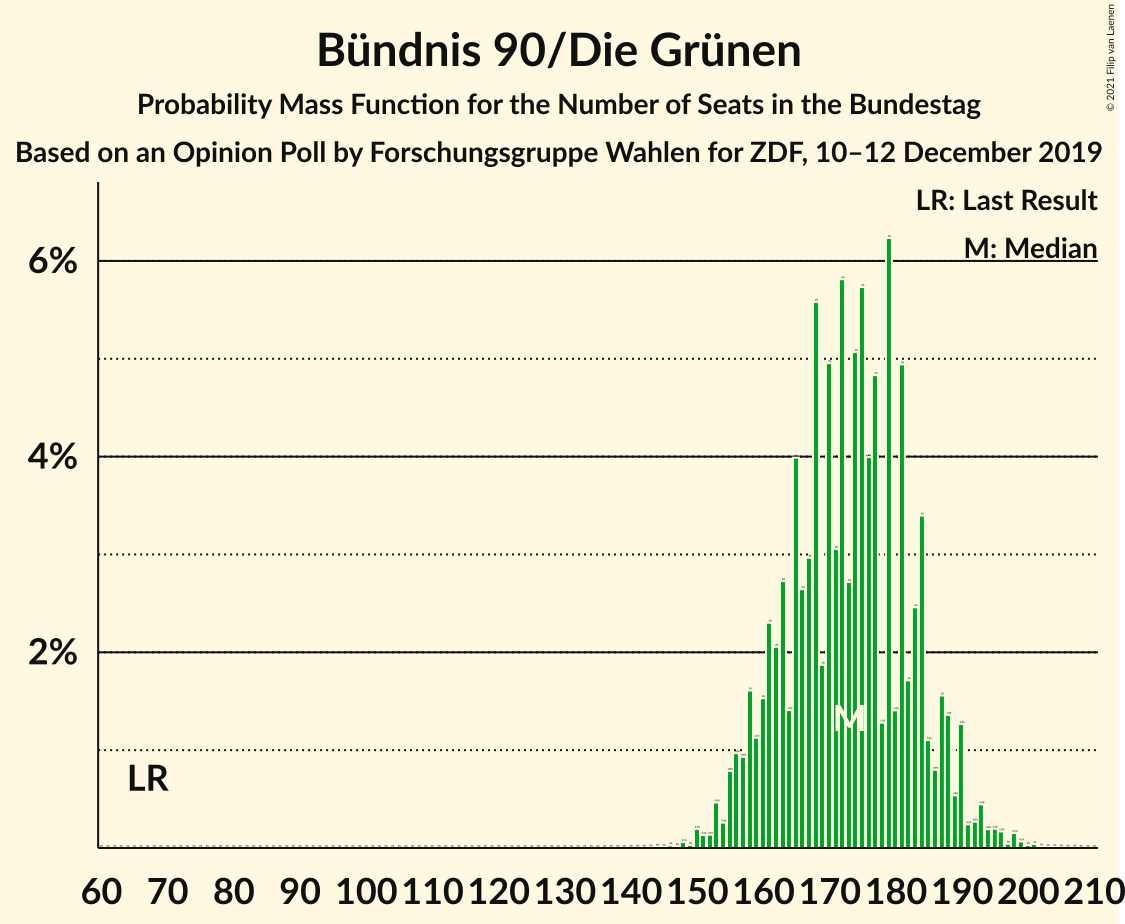 Bündnis 90/Die Grünen
Probability Mass Function for the Number of Seats in the Bundestag
Based on an Opinion Poll by Forschungsgruppe Wahlen for ZDF, 10–12 December 2019
© 2021 Filip van Laenen
LR: Last Result
M: Median
6%
4%
2%
LR
M
60 70 80 90 100 110 120 130 140 150 160 170 180 190 200 210